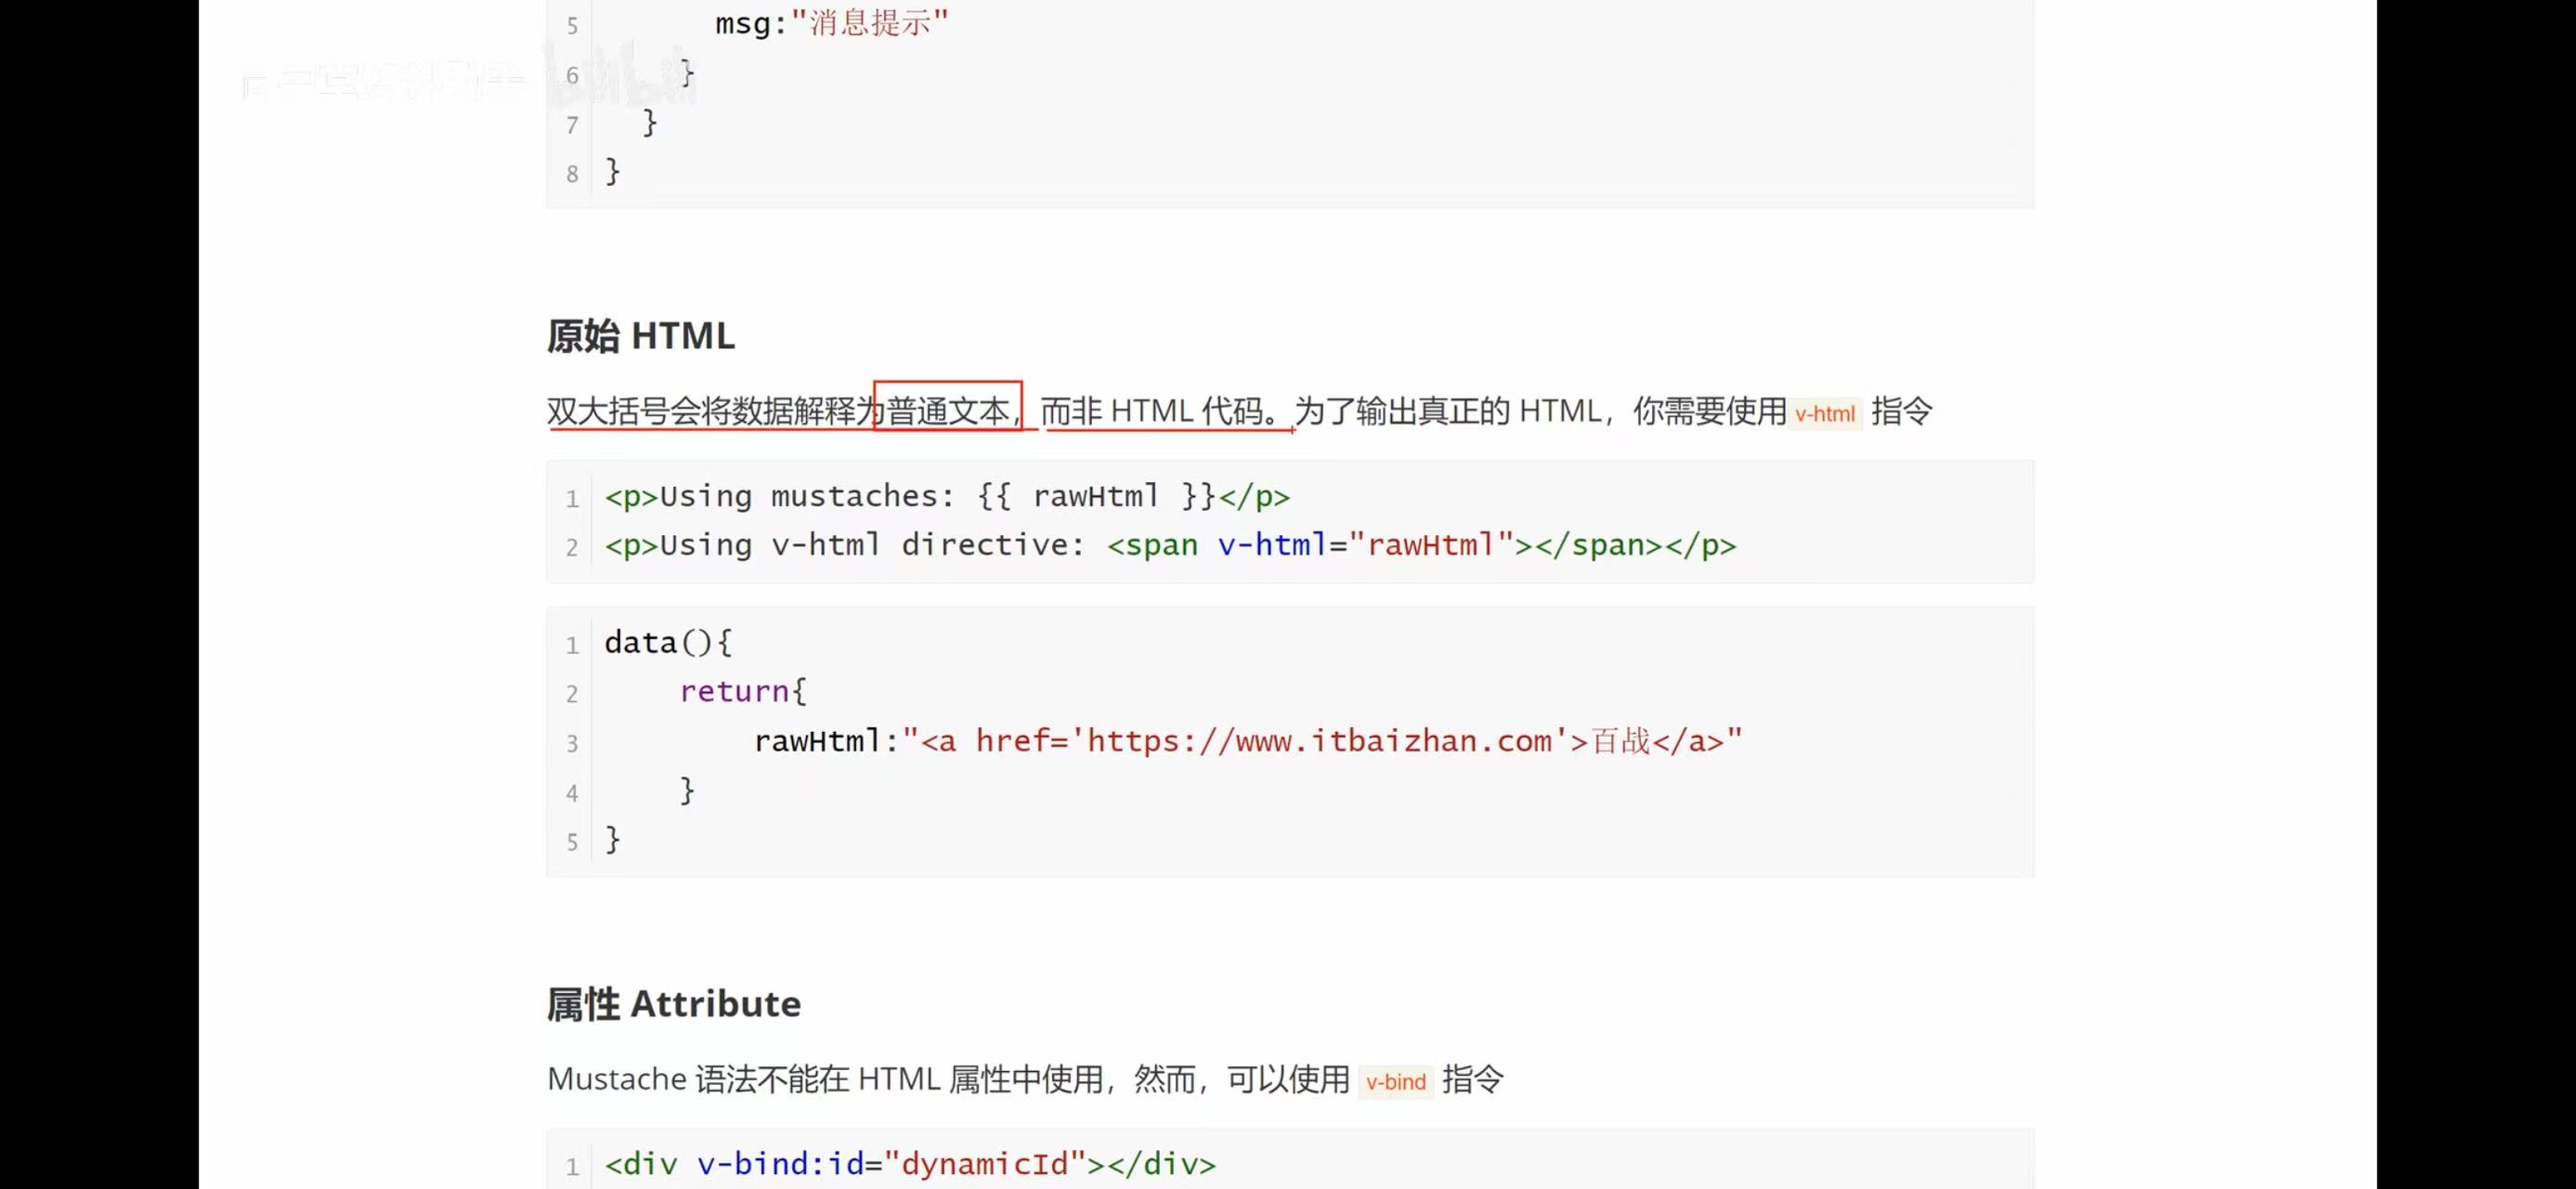 5 msg:"消息提示"
6 }
7 }
8 }
原始 HTML
双大括号会将数据解释为普通文本，而非 HTML 代码。为了输出真正的 HTML，你需要使用 v-html 指令
1 <p>Using mustaches: {{ rawHtml }}</p>
2 <p>Using v-html directive: <span v-html="rawHtml"></span></p>
1 data(){
2 return{
3 rawHtml:"<a href='https://www.itbaizhan.com'>百战</a>"
4 }
5 }
属性 Attribute
Mustache 语法不能在 HTML 属性中使用，然而，可以使用 v-bind 指令
1 <div v-bind:id="dynamicId"></div>